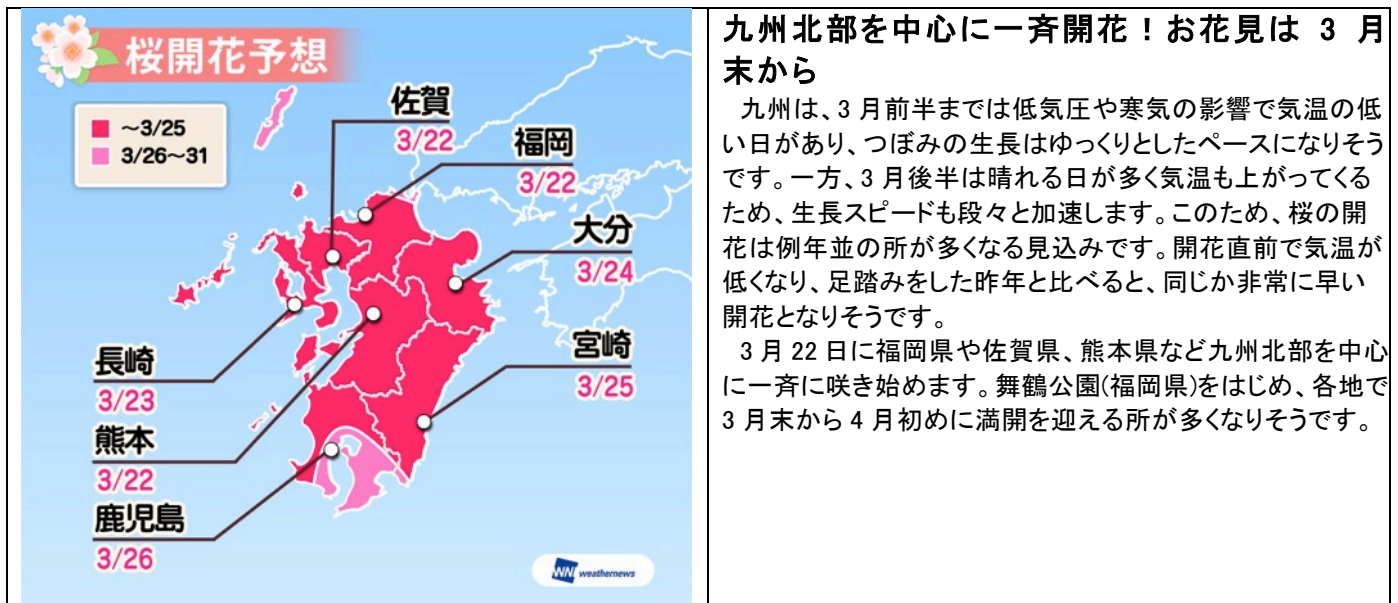 桜開花予想
～3/25
3/26～31
佐賀
3/22
福岡
3/22
大分
3/24
宮崎
3/25
長崎
3/23
熊本
3/22
鹿児島
3/26
WNI weathernews
九州北部を中心に一斉開花！お花見は 3 月
末から
九州は、3 月前半までは低気圧や寒気の影響で気温の低
い日があり、つぼみの生長はゆっくりとしたペースになりそう
です。一方、3 月後半は晴れる日が多く気温も上がってくる
ため、生長スピードも段々と加速します。このため、桜の開
花は例年並の所が多くなる見込みです。開花直前で気温が
低くなり、足踏みをした昨年と比べると、同じか非常に早い
開花となりそうです。
3 月 22 日に福岡県や佐賀県、熊本県など九州北部を中心
に一斉に咲き始めます。舞鶴公園(福岡県)をはじめ、各地で
3 月末から 4 月初めに満開を迎える所が多くなりそうです。